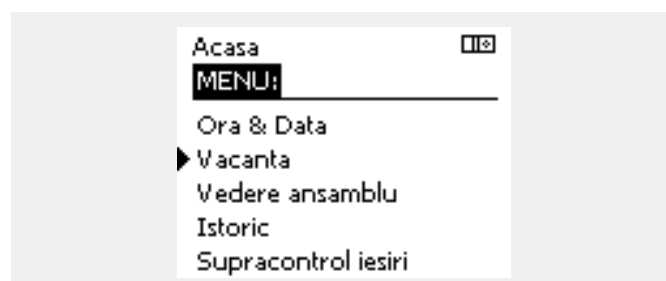 Acasa
MENU:
Ora & Data
Vacanta
Vedere ansamblu
Istoric
Supracontrol iesiri